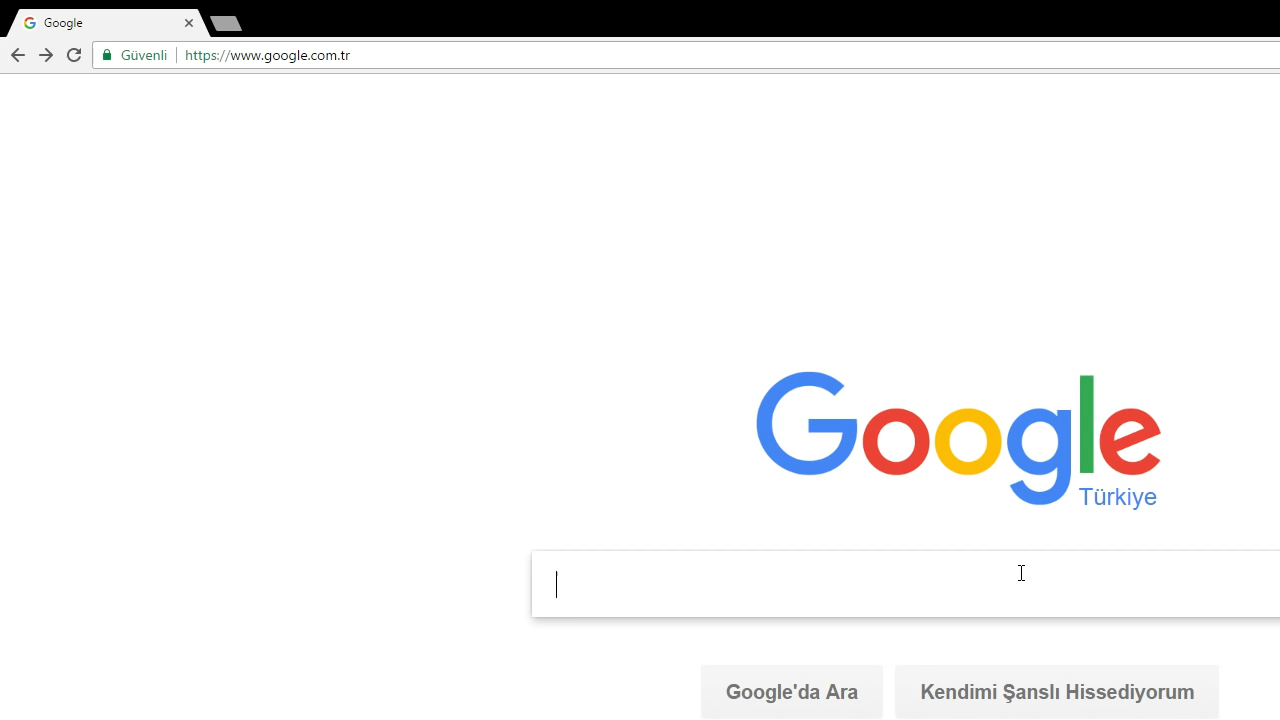 Google
Güvenli https://www.google.com.tr
Google
Türkiye
Google'da Ara
Kendimi Şanslı Hissediyorum